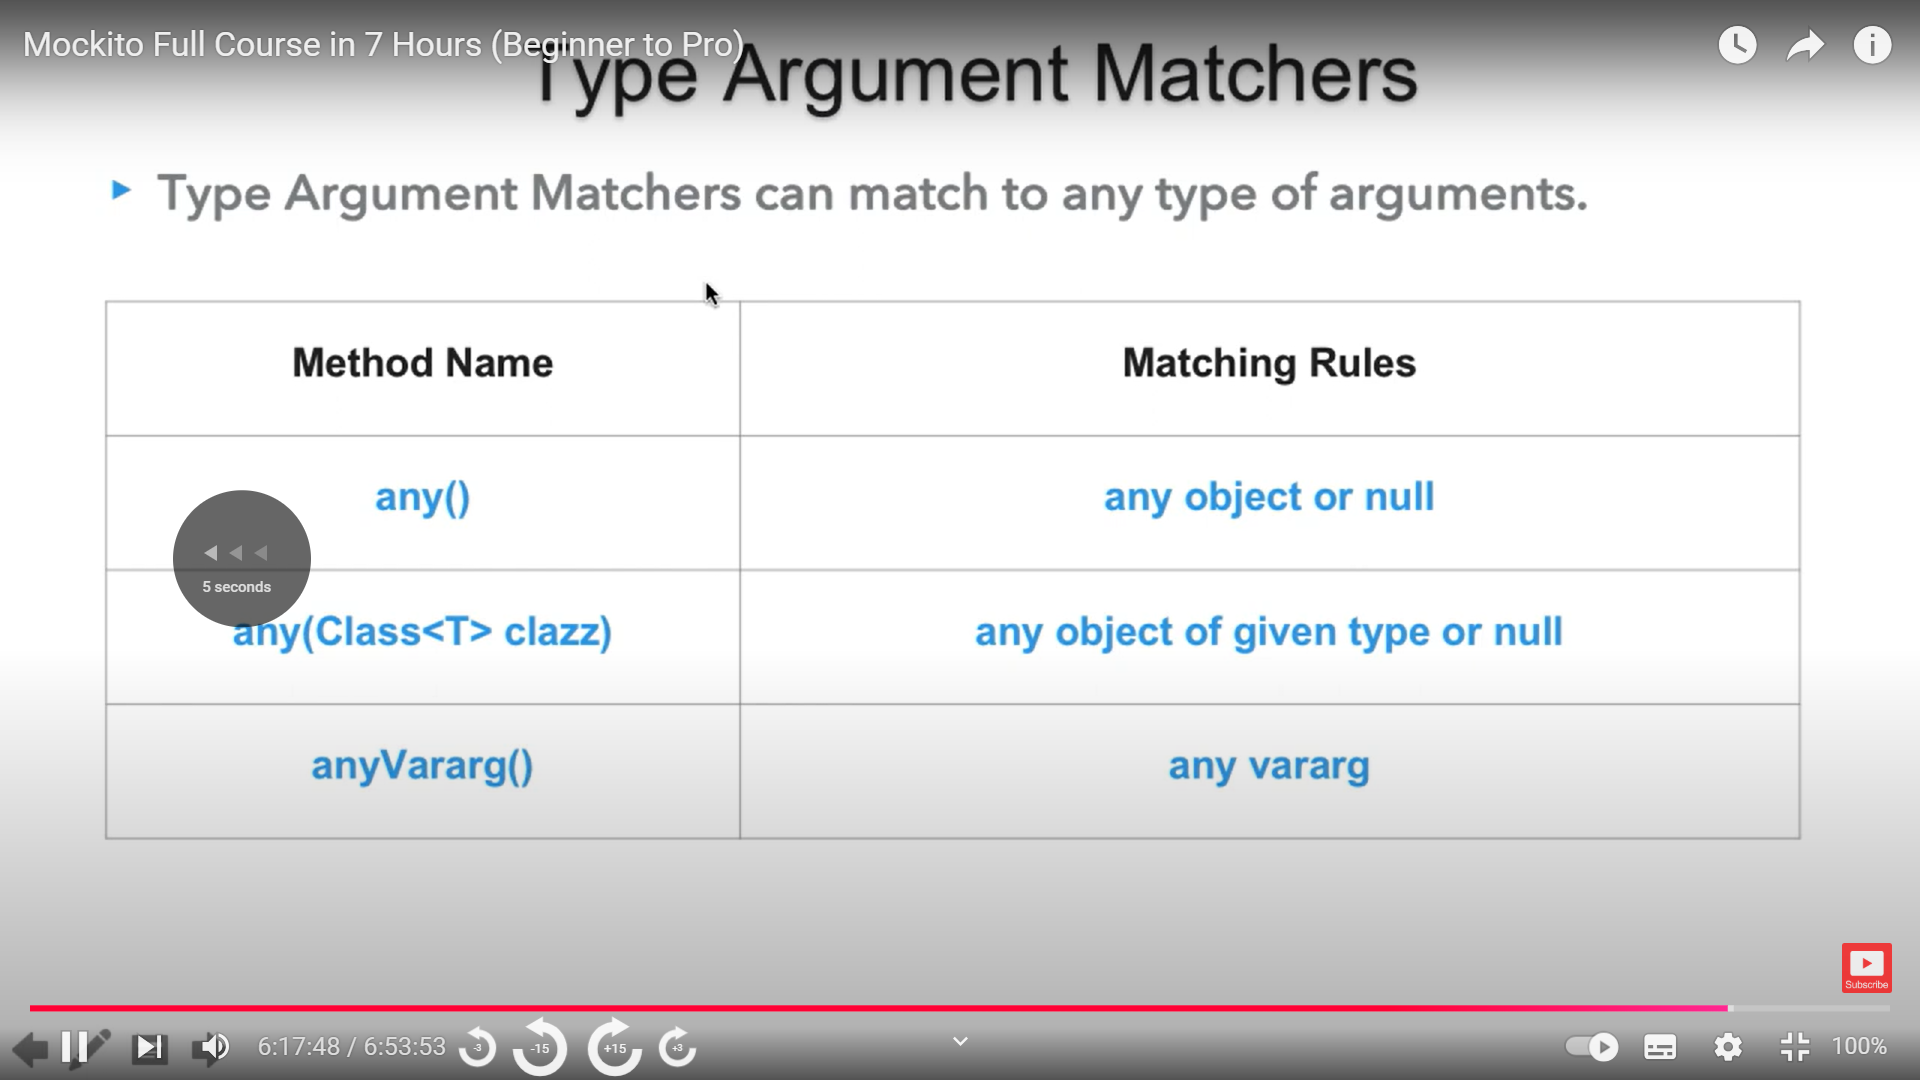 Mockito Full Course in 7 Hours (Beginner to Pro)
Type Argument Matchers
Type Argument Matchers can match to any type of arguments.
Method Name
Matching Rules
any()
any object or null
5 seconds
any(Class<T> clazz)
any object of given type or null
anyVararg()
any vararg
Subscribe
6:17:48 / 6:53:53
-3
-15
+15
+3
100%